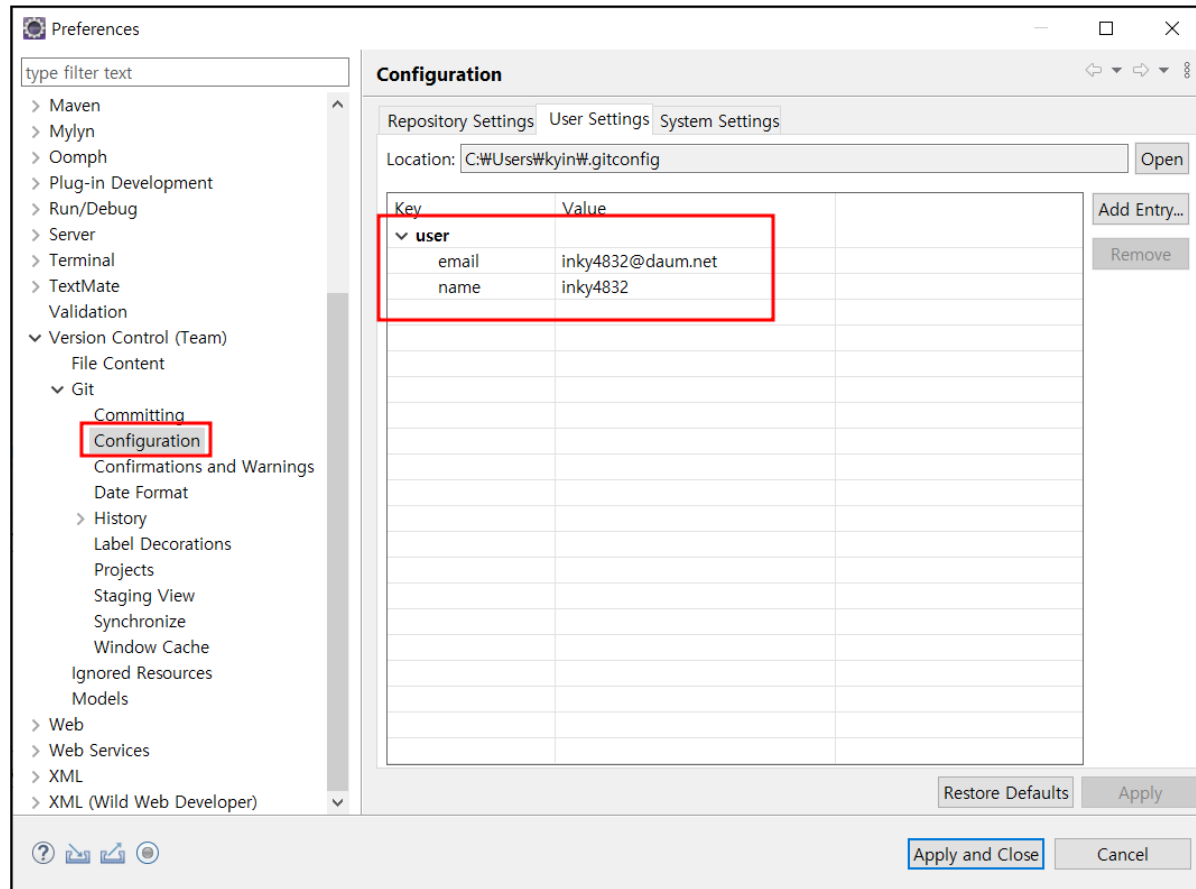 Preferences
type filter text
Maven
Mylyn
Oomph
Plug-in Development
Run/Debug
Server
Terminal
TextMate
Validation
Version Control (Team)
File Content
Git
Committing
Configuration
Confirmations and Warnings
Date Format
History
Label Decorations
Projects
Staging View
Synchronize
Window Cache
Ignored Resources
Models
Web
Web Services
XML
XML (Wild Web Developer)
Configuration
Repository Settings User Settings System Settings
Location: C:₩Users₩kyin₩.gitconfig Open
Key Value Add Entry...
user
email inky4832@daum.net Remove
name inky4832
Restore Defaults Apply
Apply and Close Cancel